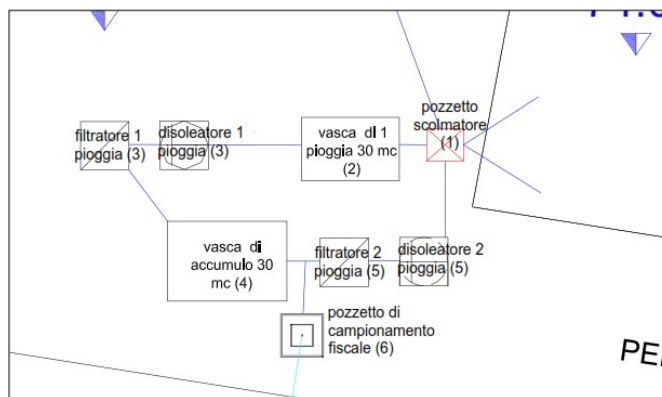 pozzetto
scolmatore
(1)
filtratore 1
pioggia (3)
disoleatore 1
pioggia (3)
vasca di 1
pioggia 30 mc
(2)
vasca di
accumulo 30
mc (4)
filtratore 2
pioggia (5)
disoleatore 2
pioggia (5)
pozzetto di
campionamento
fiscale (6)